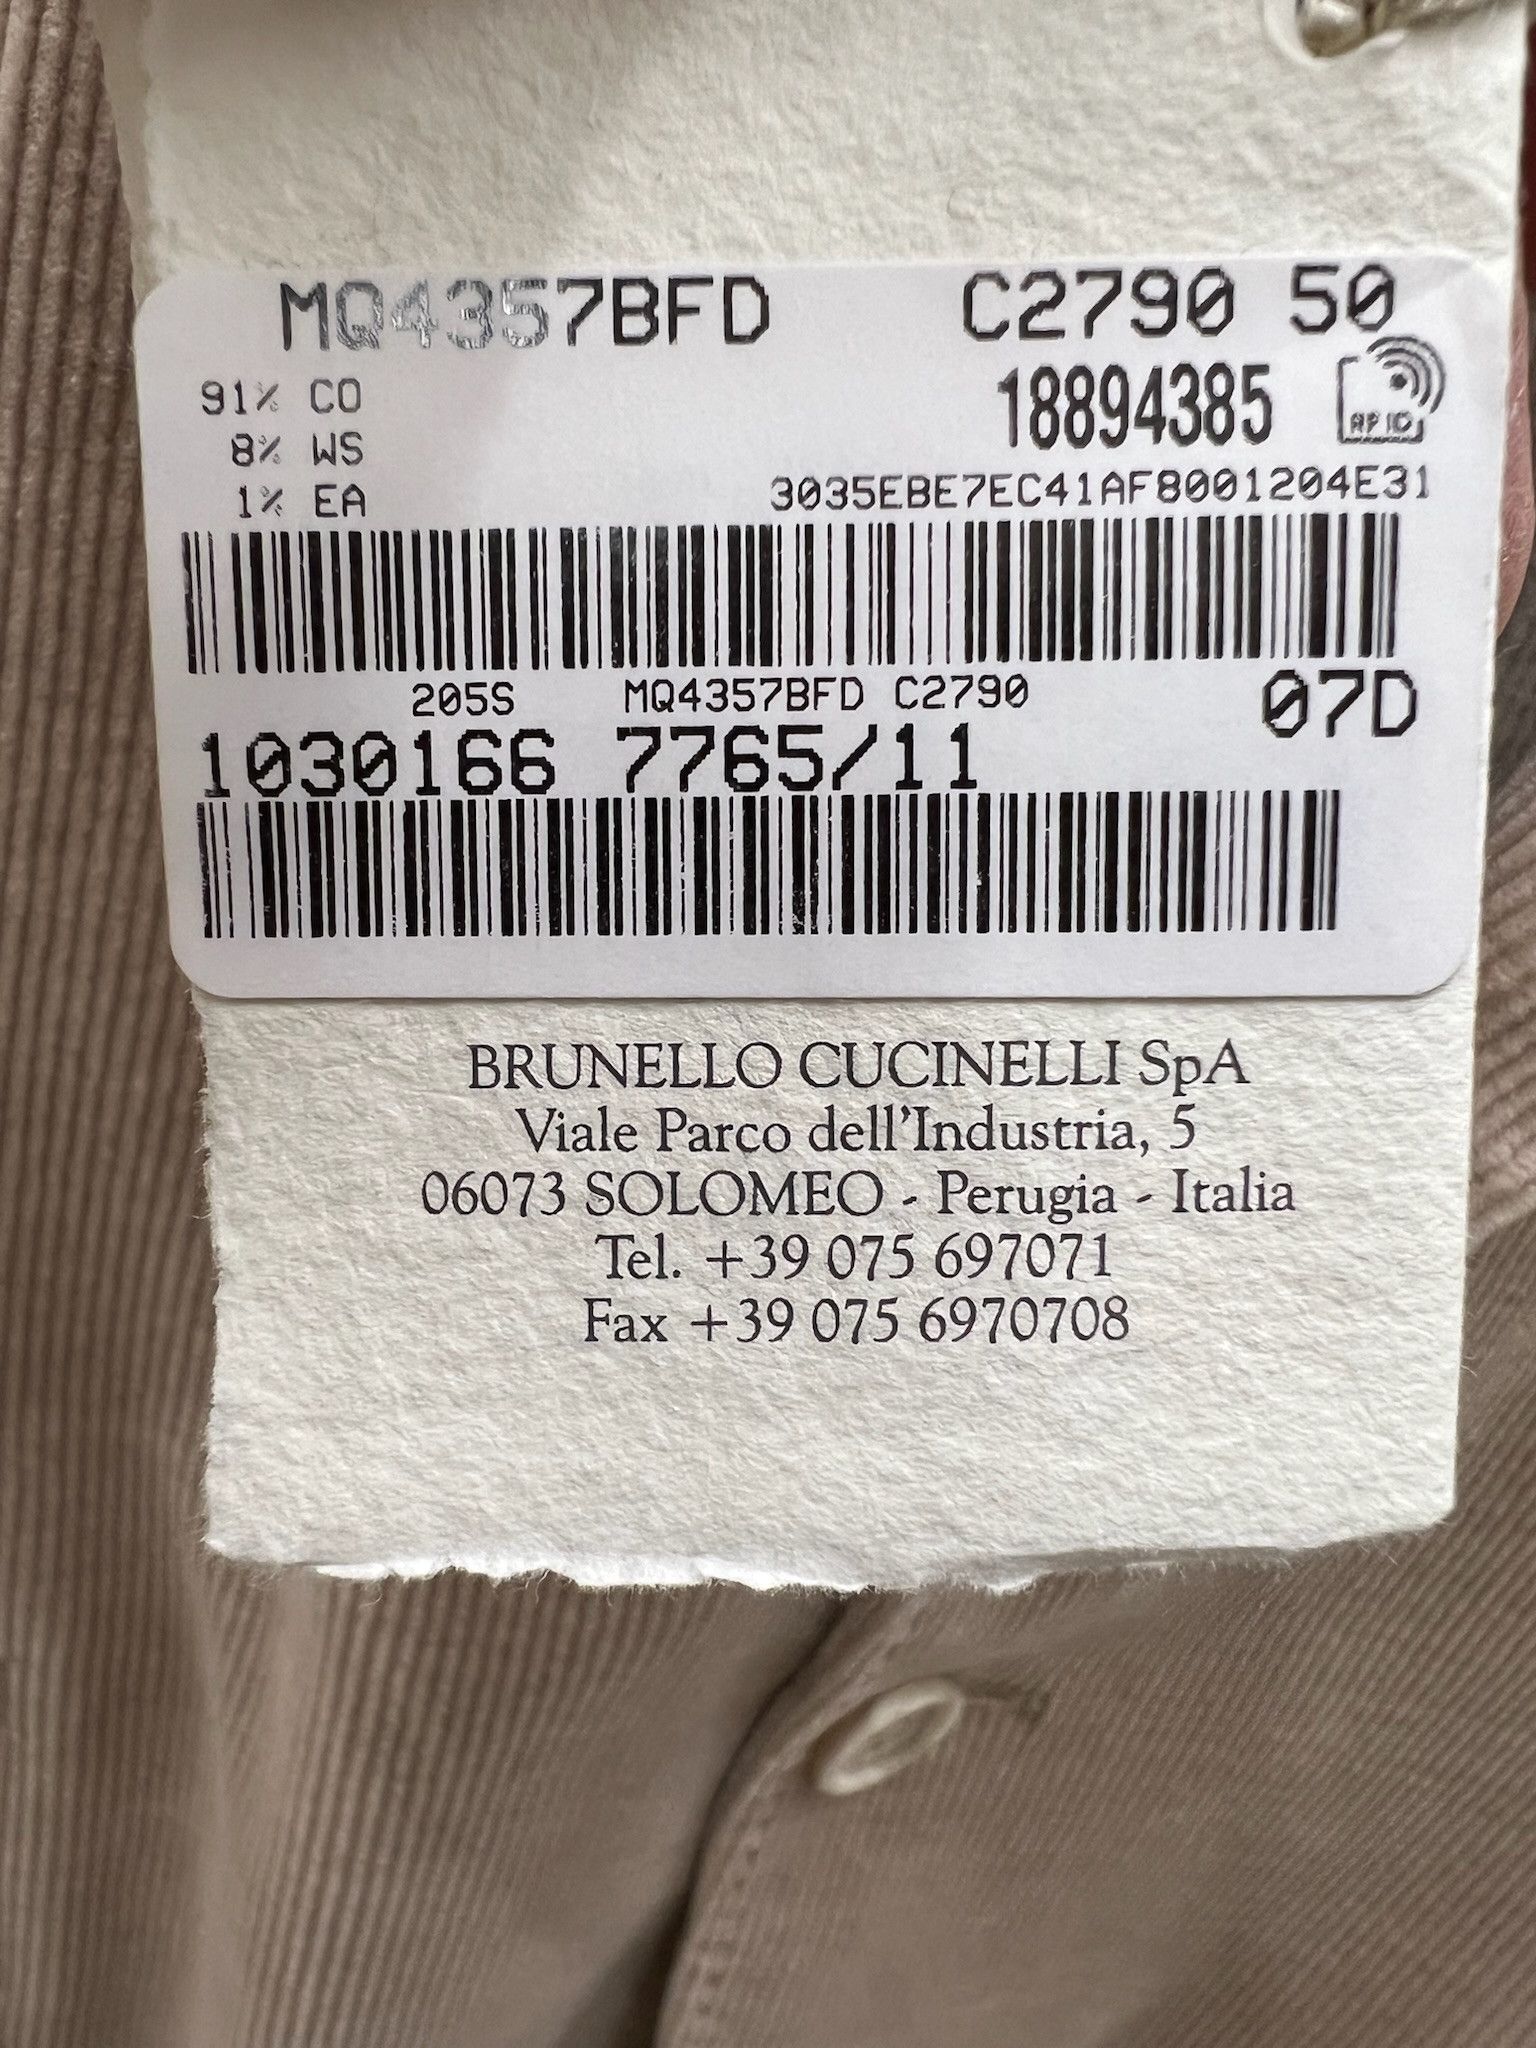 MQ4357BFD C2790 50
91% CO 18894385
8% WS RFID
1% EA 3035EBE7EC41AF8001204E31
205S MQ4357BFD C2790 07D
1030166 7765/11
BRUNELLO CUCINELLI SpA
Viale Parco dell'Industria, 5
06073 SOLOMEO - Perugia - Italia
Tel. +39 075 697071
Fax +39 075 6970708